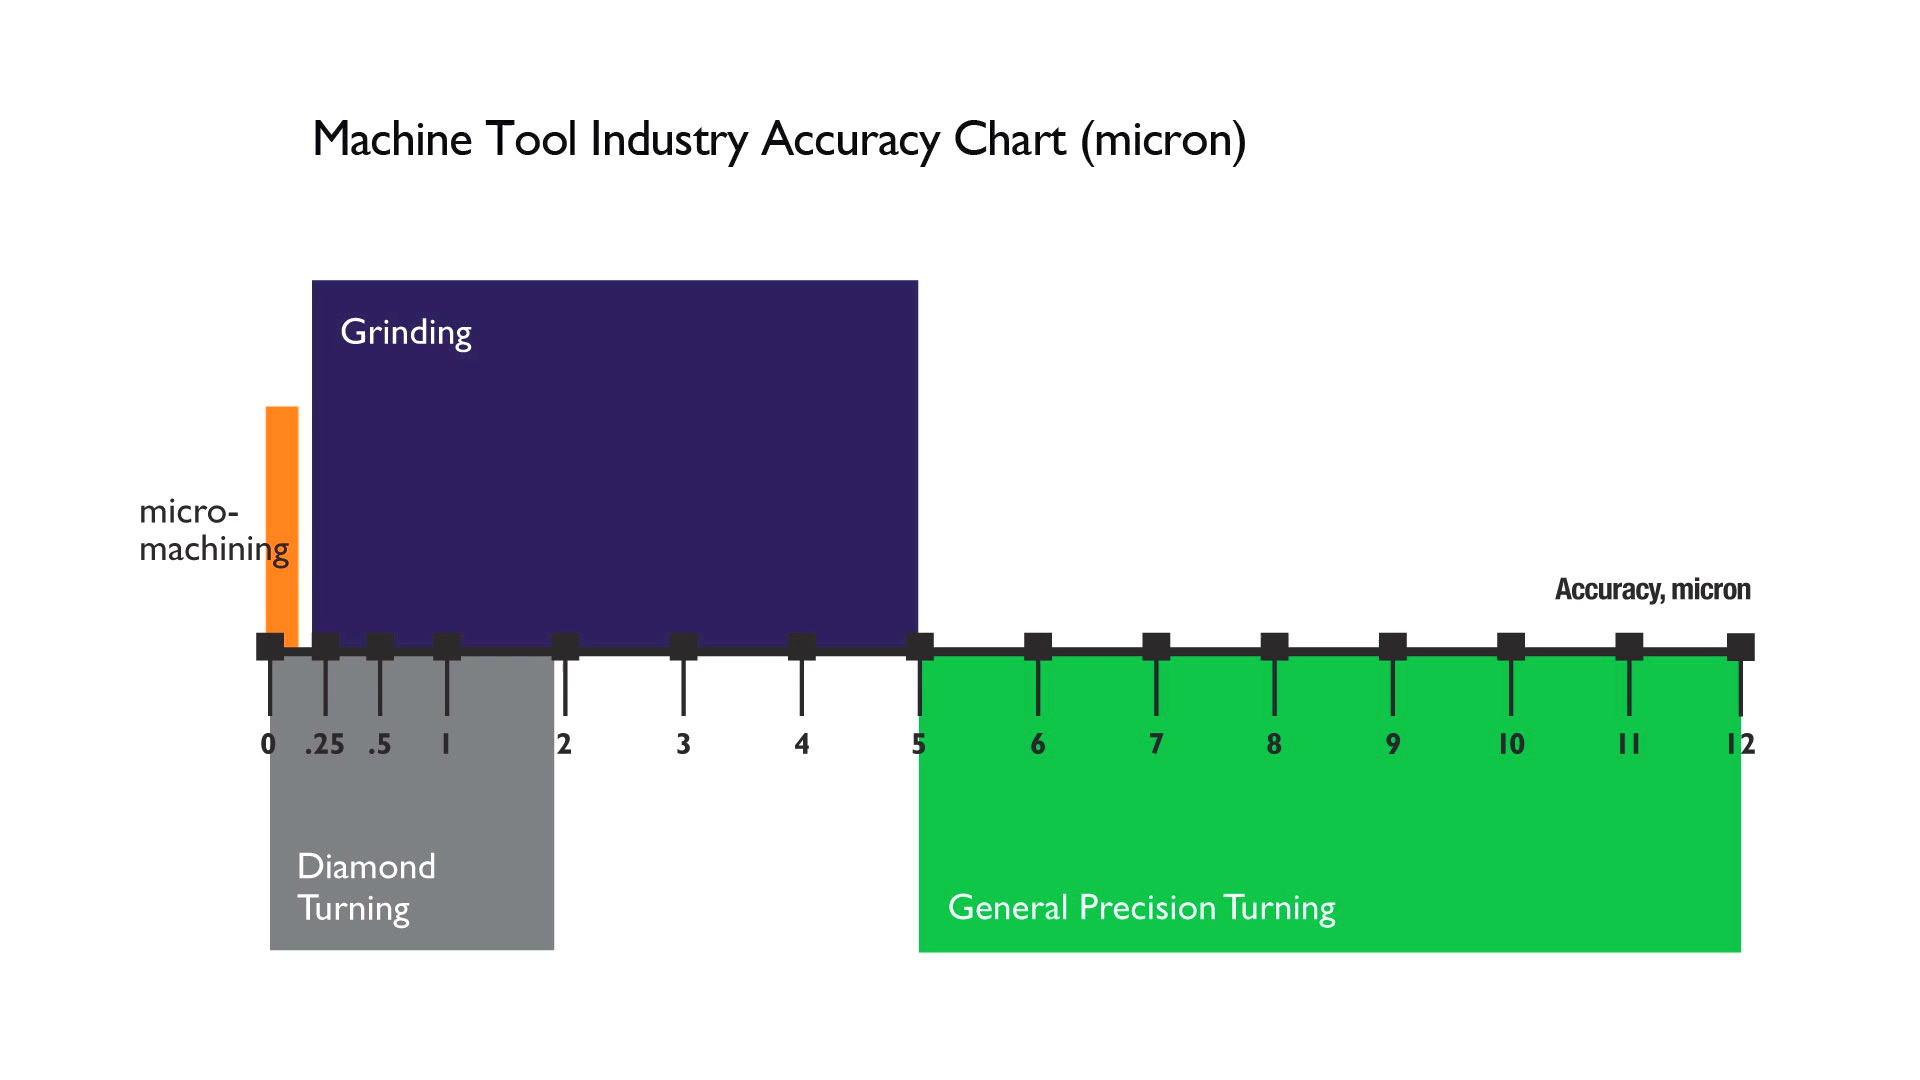 Machine Tool Industry Accuracy Chart (micron)
Grinding
micro-
machining
Accuracy, micron
0 .25 .5 1 2 3 4 5 6 7 8 9 10 11 12
Diamond
Turning
General Precision Turning